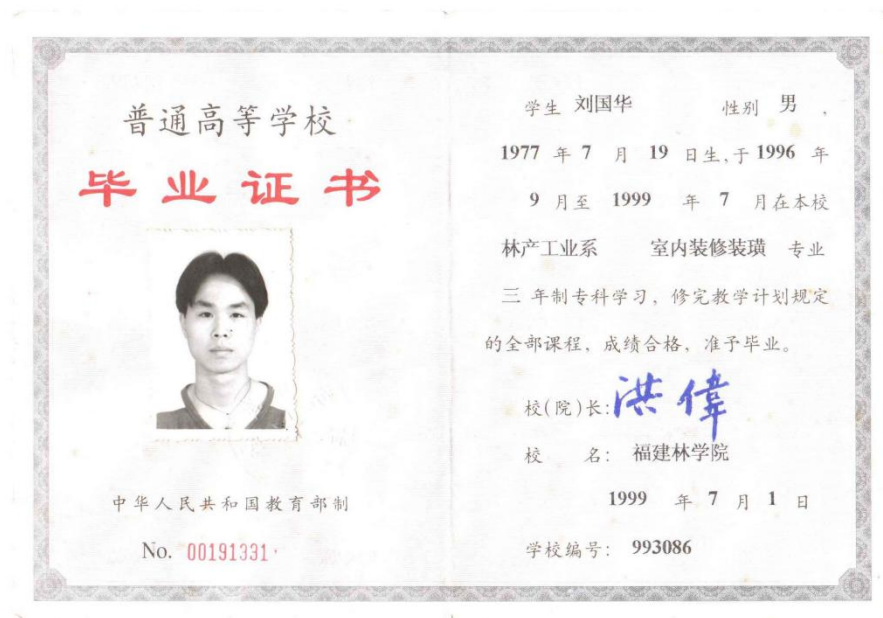 普通高等学校
毕业证书
中华人民共和国教育部制
No. 00191331
学生 刘国华 性别 男 ,
1977 年 7 月 19 日生,于 1996 年
9 月至 1999 年 7 月在本校
林产工业系 室内装修装璜 专业
三 年制专科学习，修完教学计划规定
的全部课程，成绩合格，准予毕业。
校(院)长: 洪偉
校 名: 福建林学院
1999 年 7 月 1 日
学校编号: 993086